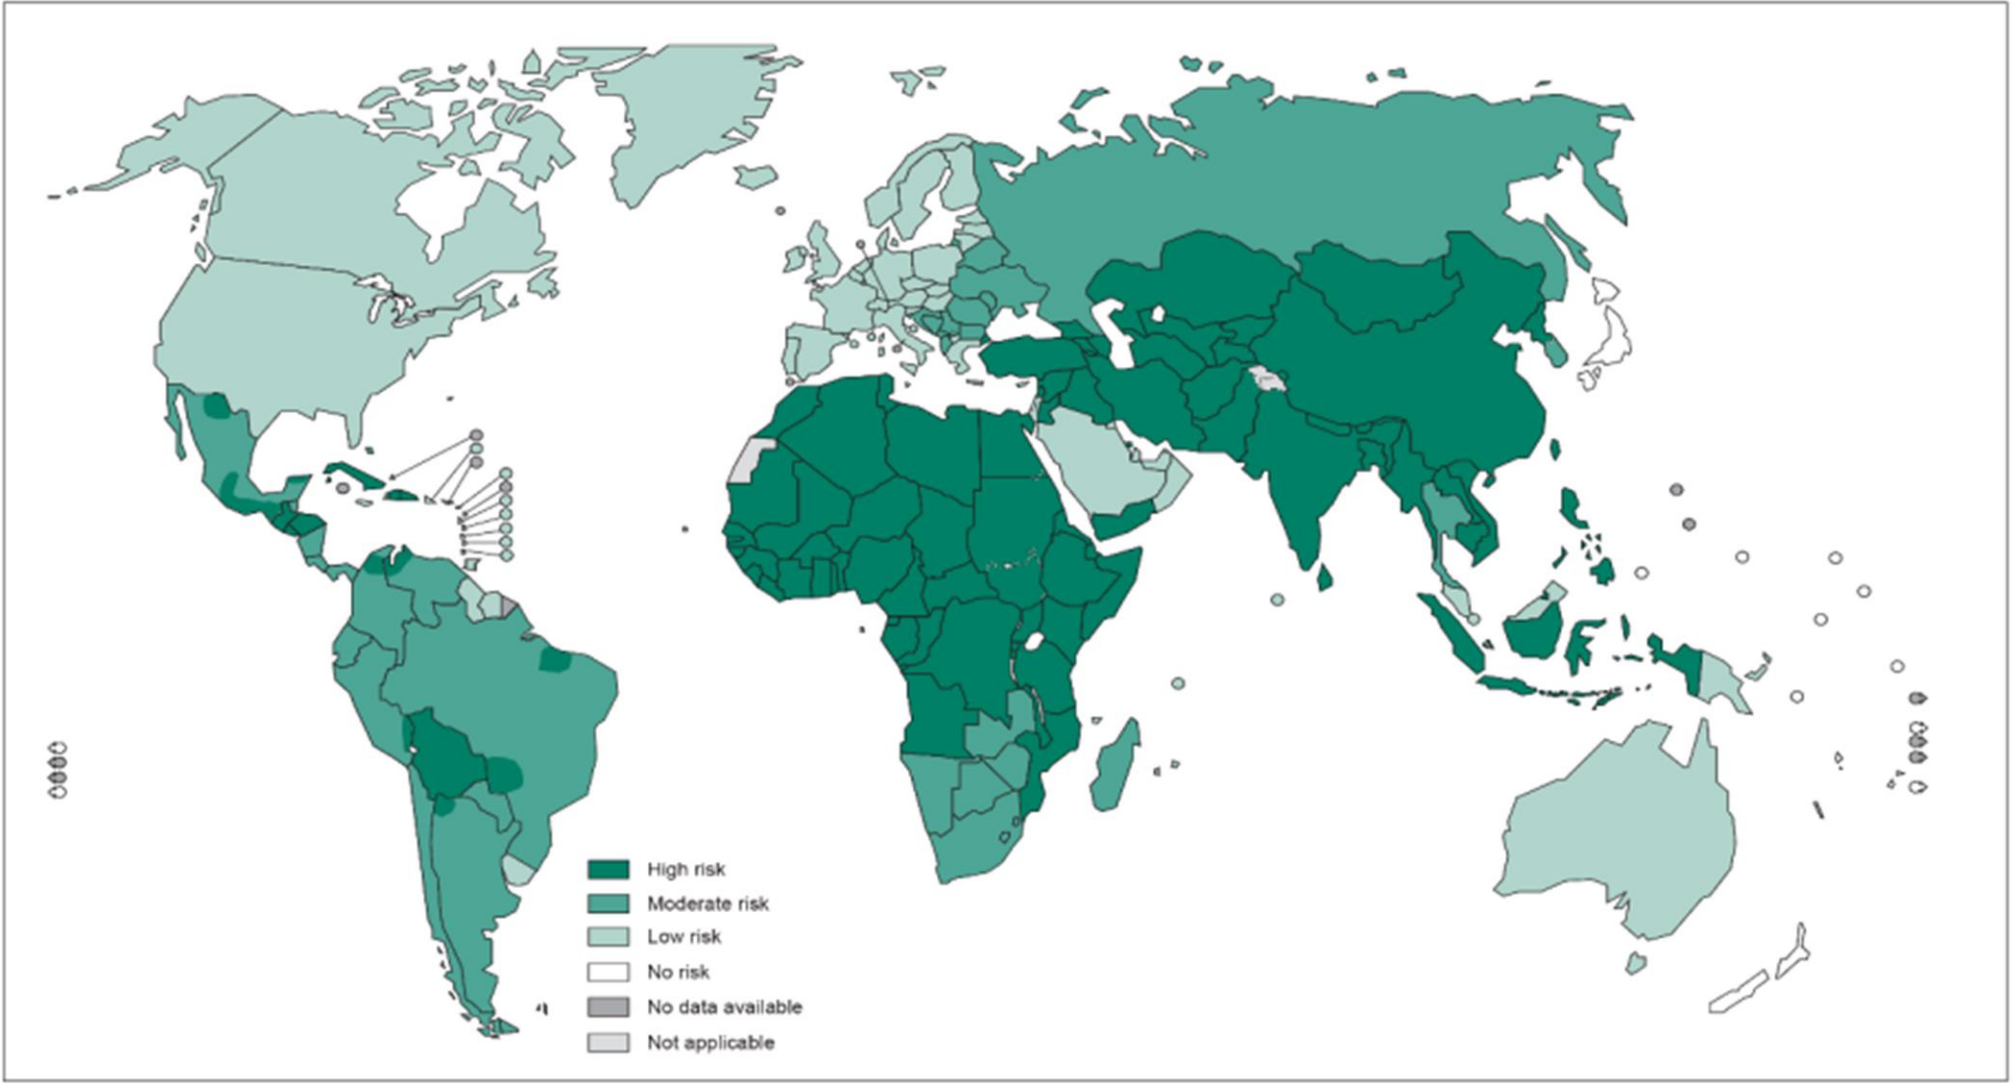 High risk
Moderate risk
Low risk
No risk
No data available
Not applicable